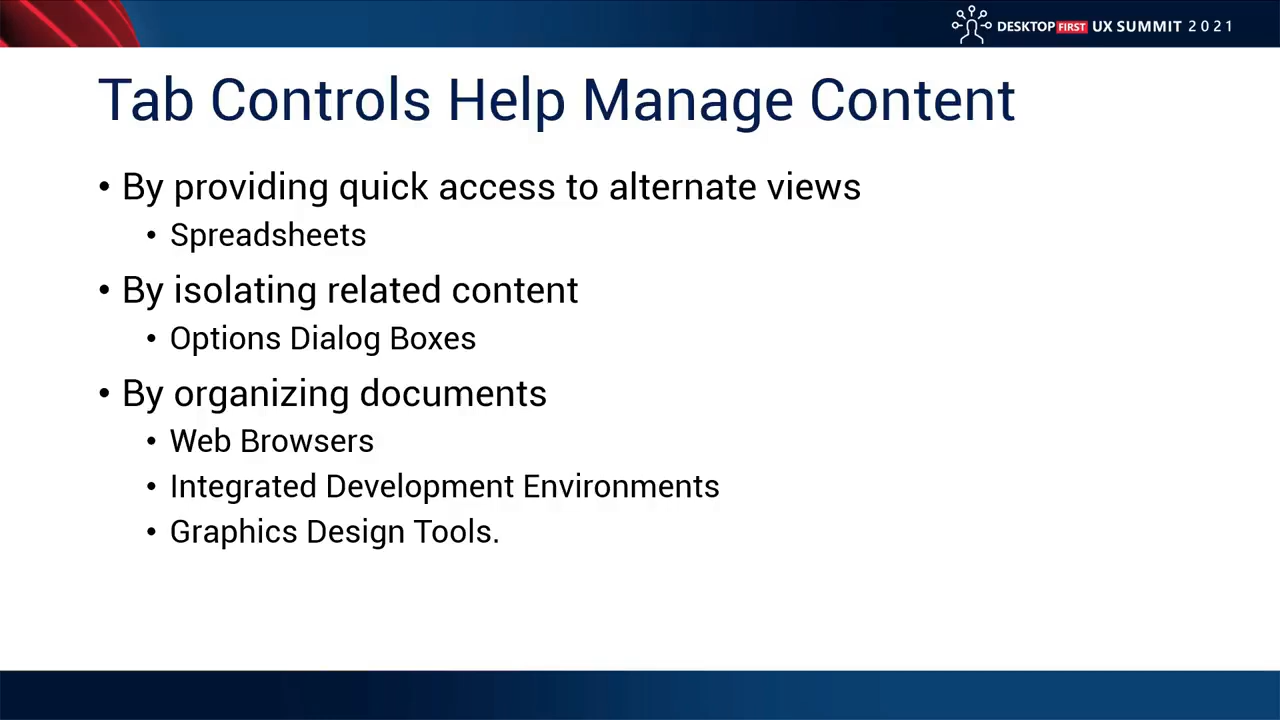 DESKTOP FIRST UX SUMMIT 2021
Tab Controls Help Manage Content
• By providing quick access to alternate views
• Spreadsheets
• By isolating related content
• Options Dialog Boxes
• By organizing documents
• Web Browsers
• Integrated Development Environments
• Graphics Design Tools.